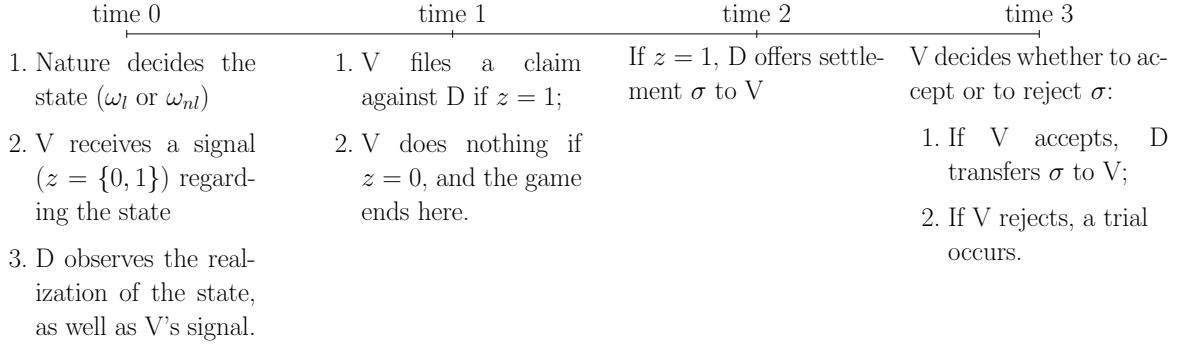 time 0
time 1
time 2
time 3
1. Nature decides the
state (ωₗ or ωₙₗ)
2. V receives a signal
(z = {0, 1}) regard-
ing the state
3. D observes the real-
ization of the state,
as well as V's signal.
1. V files a claim
against D if z = 1;
2. V does nothing if
z = 0, and the game
ends here.
If z = 1, D offers settle-
ment σ to V
V decides whether to ac-
cept or to reject σ:
1. If V accepts, D
transfers σ to V;
2. If V rejects, a trial
occurs.